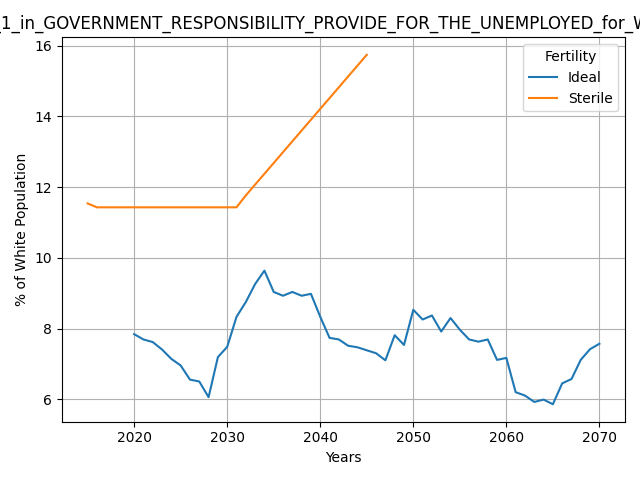 _1_in_GOVERNMENT_RESPONSIBILITY_PROVIDE_FOR_THE_UNEMPLOYED_for_W
Fertility
Ideal
Sterile
16
14
12
10
8
6
% of White Population
2020 2030 2040 2050 2060 2070
Years